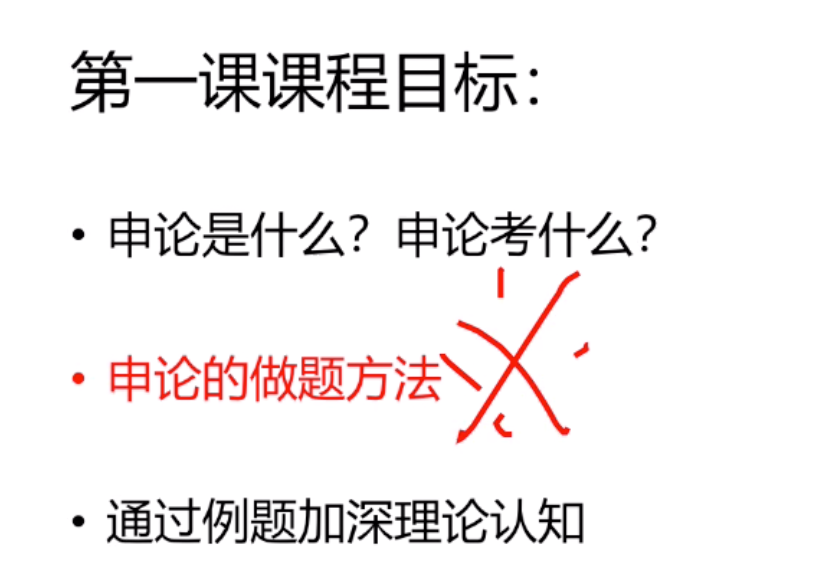 第一课课程目标：
• 申论是什么？申论考什么？
• 申论的做题方法
• 通过例题加深理论认知